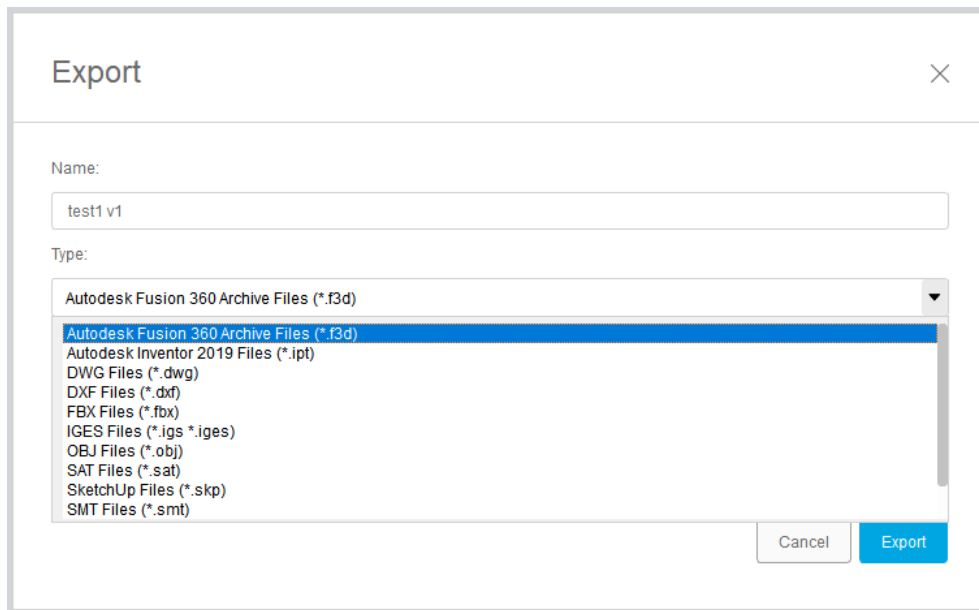 Export
Name:
test1 v1
Type:
Autodesk Fusion 360 Archive Files (*.f3d)
Autodesk Fusion 360 Archive Files (*.f3d)
Autodesk Inventor 2019 Files (*.ipt)
DWG Files (*.dwg)
DXF Files (*.dxf)
FBX Files (*.fbx)
IGES Files (*.igs *.iges)
OBJ Files (*.obj)
SAT Files (*.sat)
SketchUp Files (*.skp)
SMT Files (*.smt)
Cancel Export